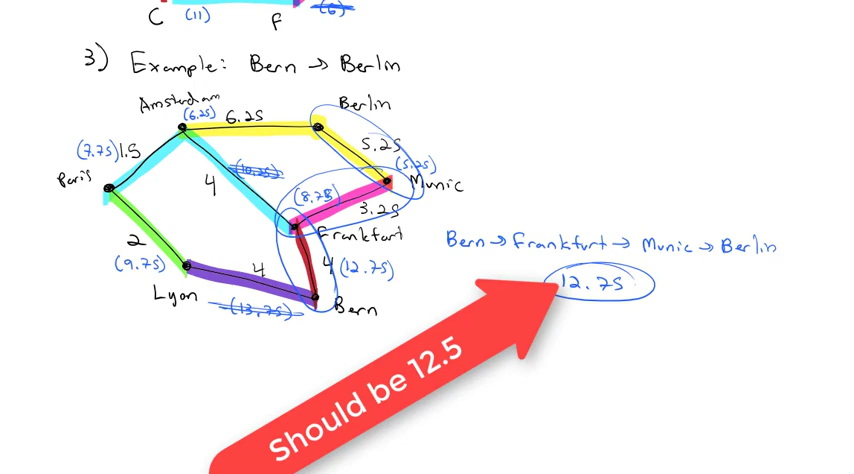 C (11) F (6)
3) Example: Bern → Berlin
Amsterdam
(6.25)
6.25
Berlin
(7.75) 1.5
5.25
(5.25)
Paris
(10.25)
4
(8.75)
Munic
3.25
Frankfurt
2
(9.75)
4
4 (12.75)
Lyon
(13.75)
Bern
Bern → Frankfurt → Munic → Berlin
12.75
Should be 12.5